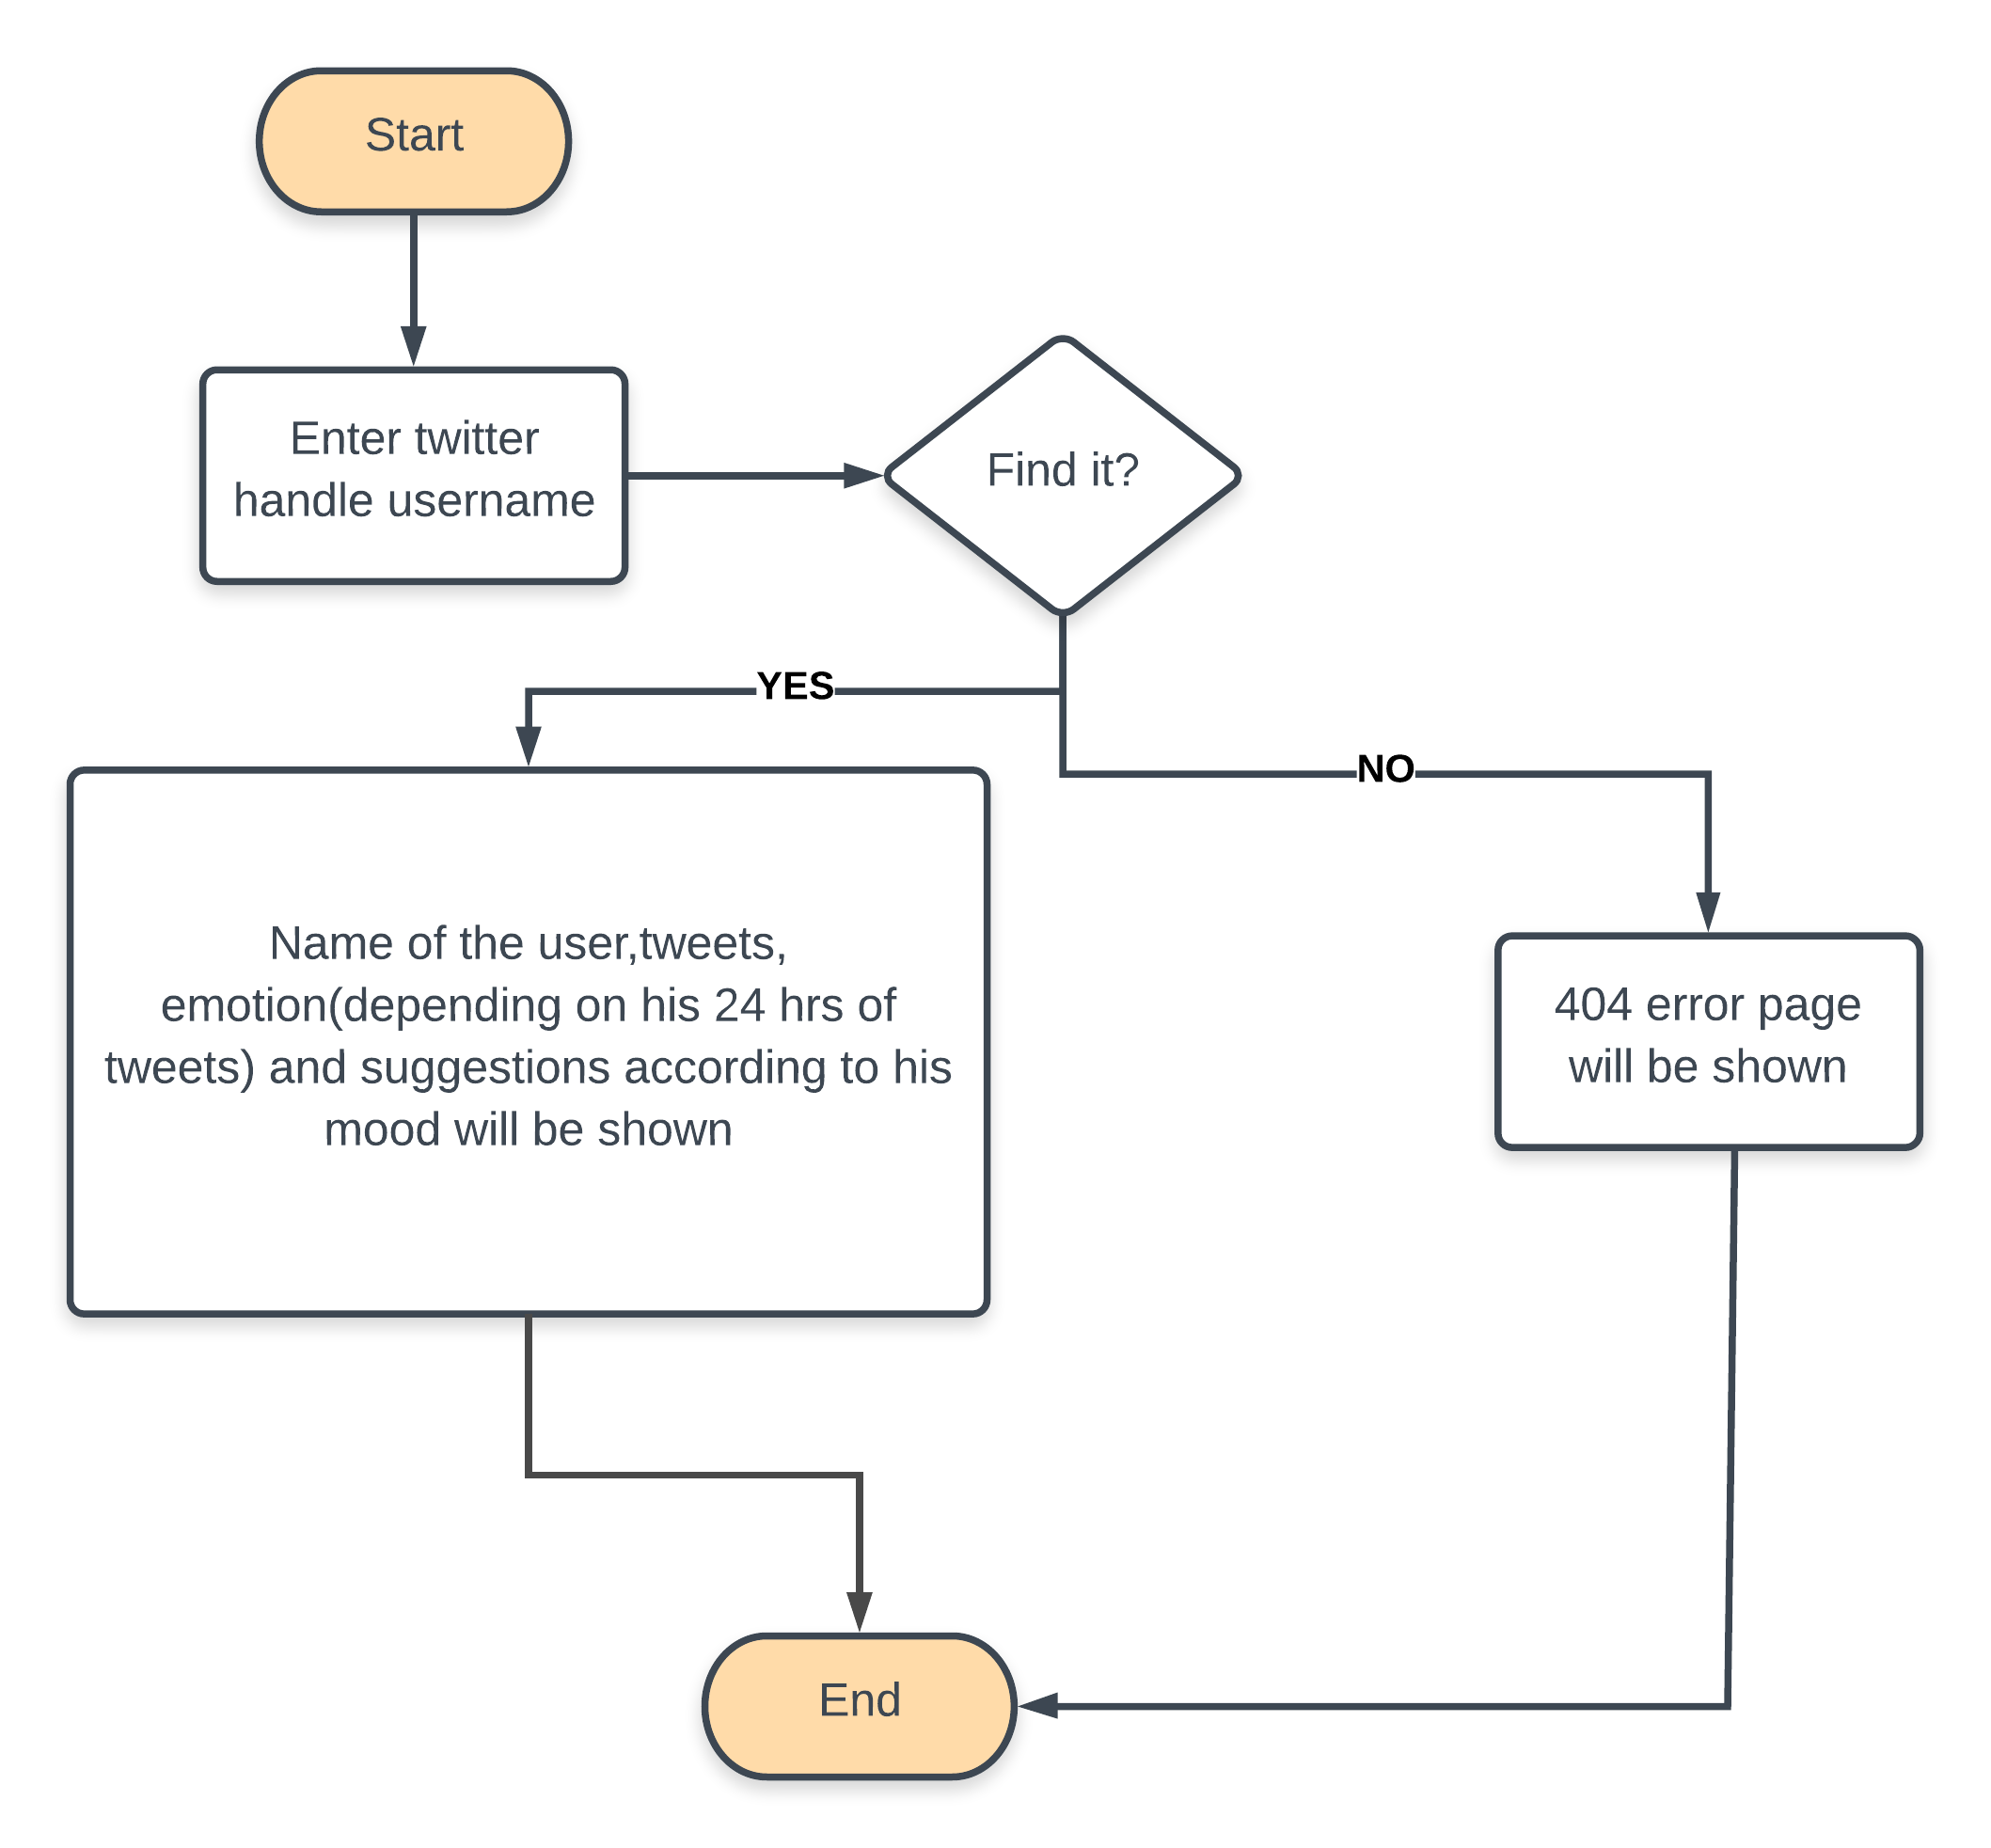 Start
Enter twitter
handle username
Find it?
YES
NO
Name of the user,tweets,
emotion(depending on his 24 hrs of
tweets) and suggestions according to his
mood will be shown
404 error page
will be shown
End